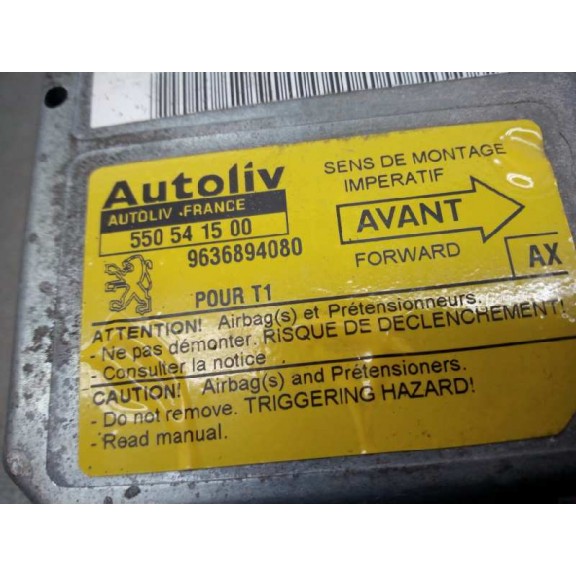 Autoliv
AUTOLIV - FRANCE
550 54 15 00
9636894080
POUR T1
SENS DE MONTAGE
IMPERATIF
AVANT
FORWARD
AX
ATTENTION! Airbag(s) et Prétensionneurs.
- Ne pas démonter. RISQUE DE DECLENCHEMENT!
- Consulter la notice
CAUTION! Airbag(s) and Prétensioners.
- Do not remove. TRIGGERING HAZARD!
- Read manual.